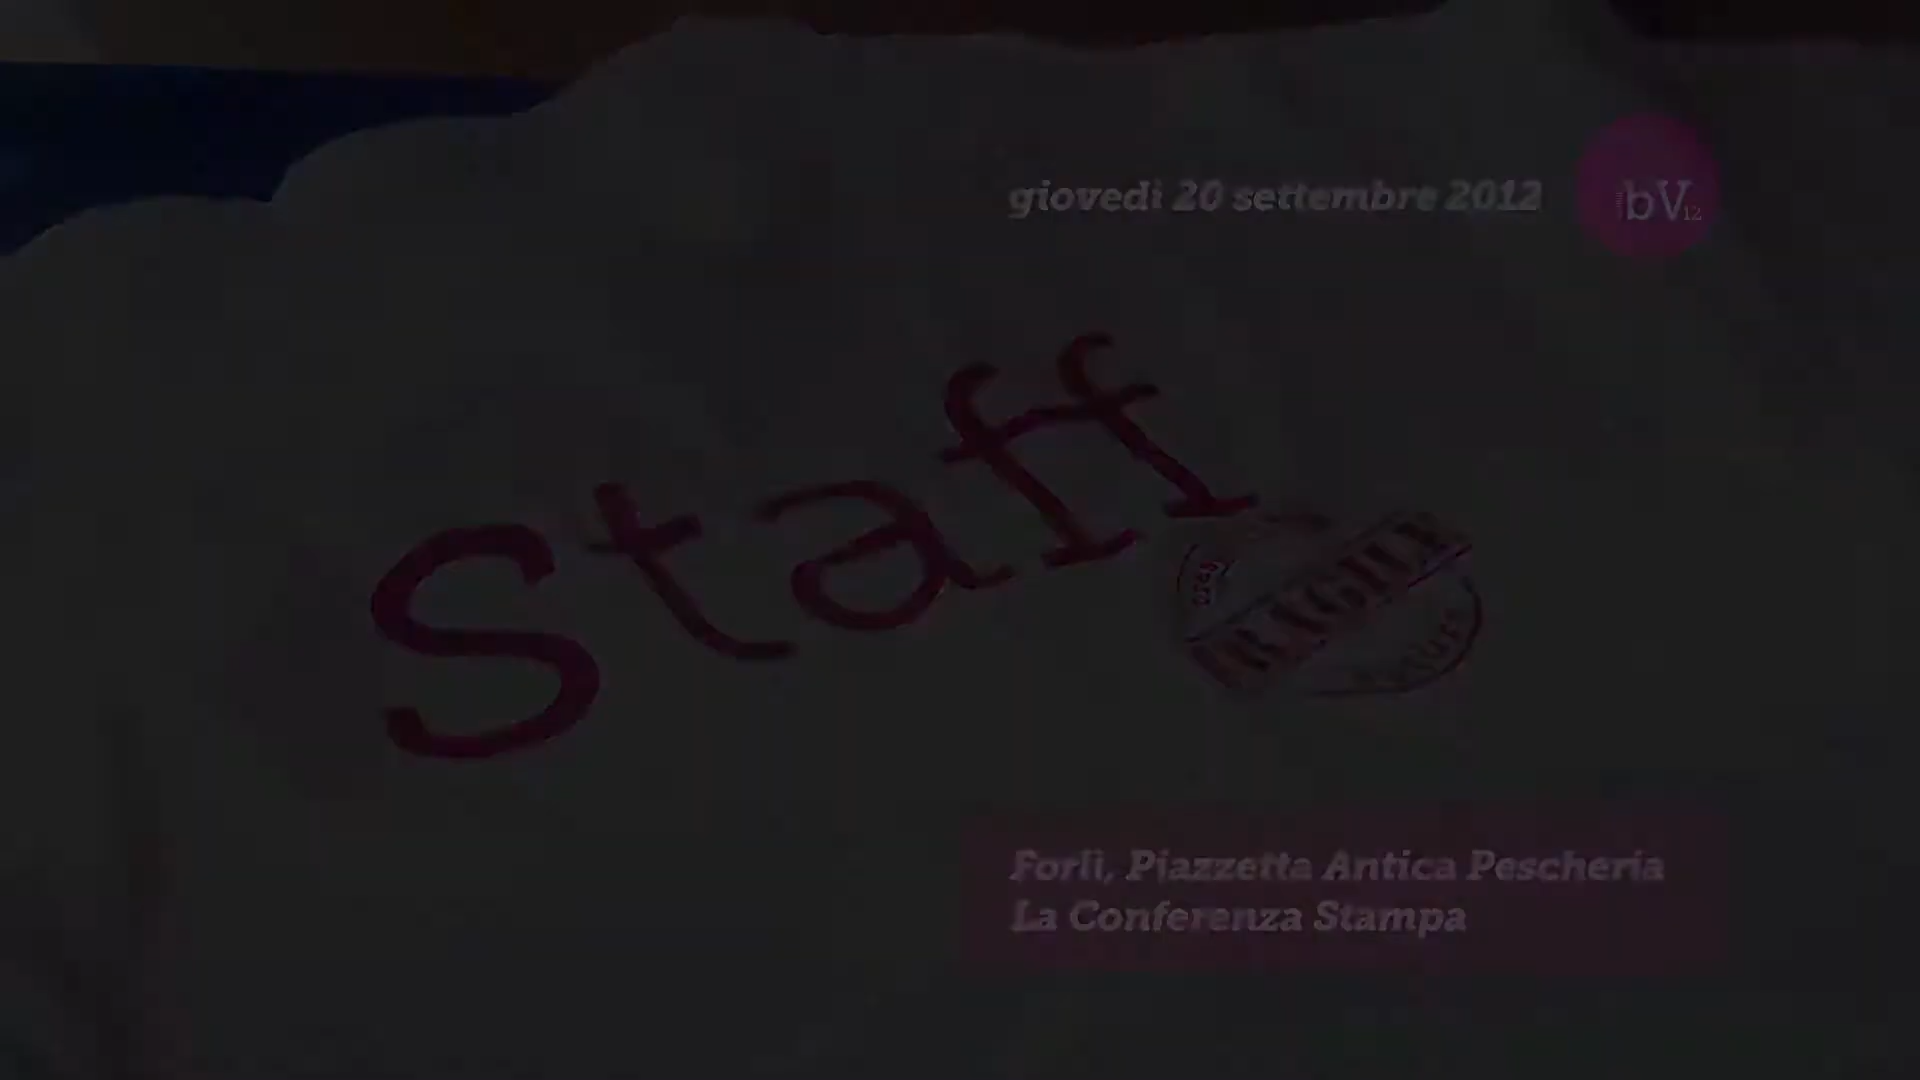 giovedì 20 settembre 2012
bV12
Staff
Forlì, Piazzetta Antica Pescheria
La Conferenza Stampa